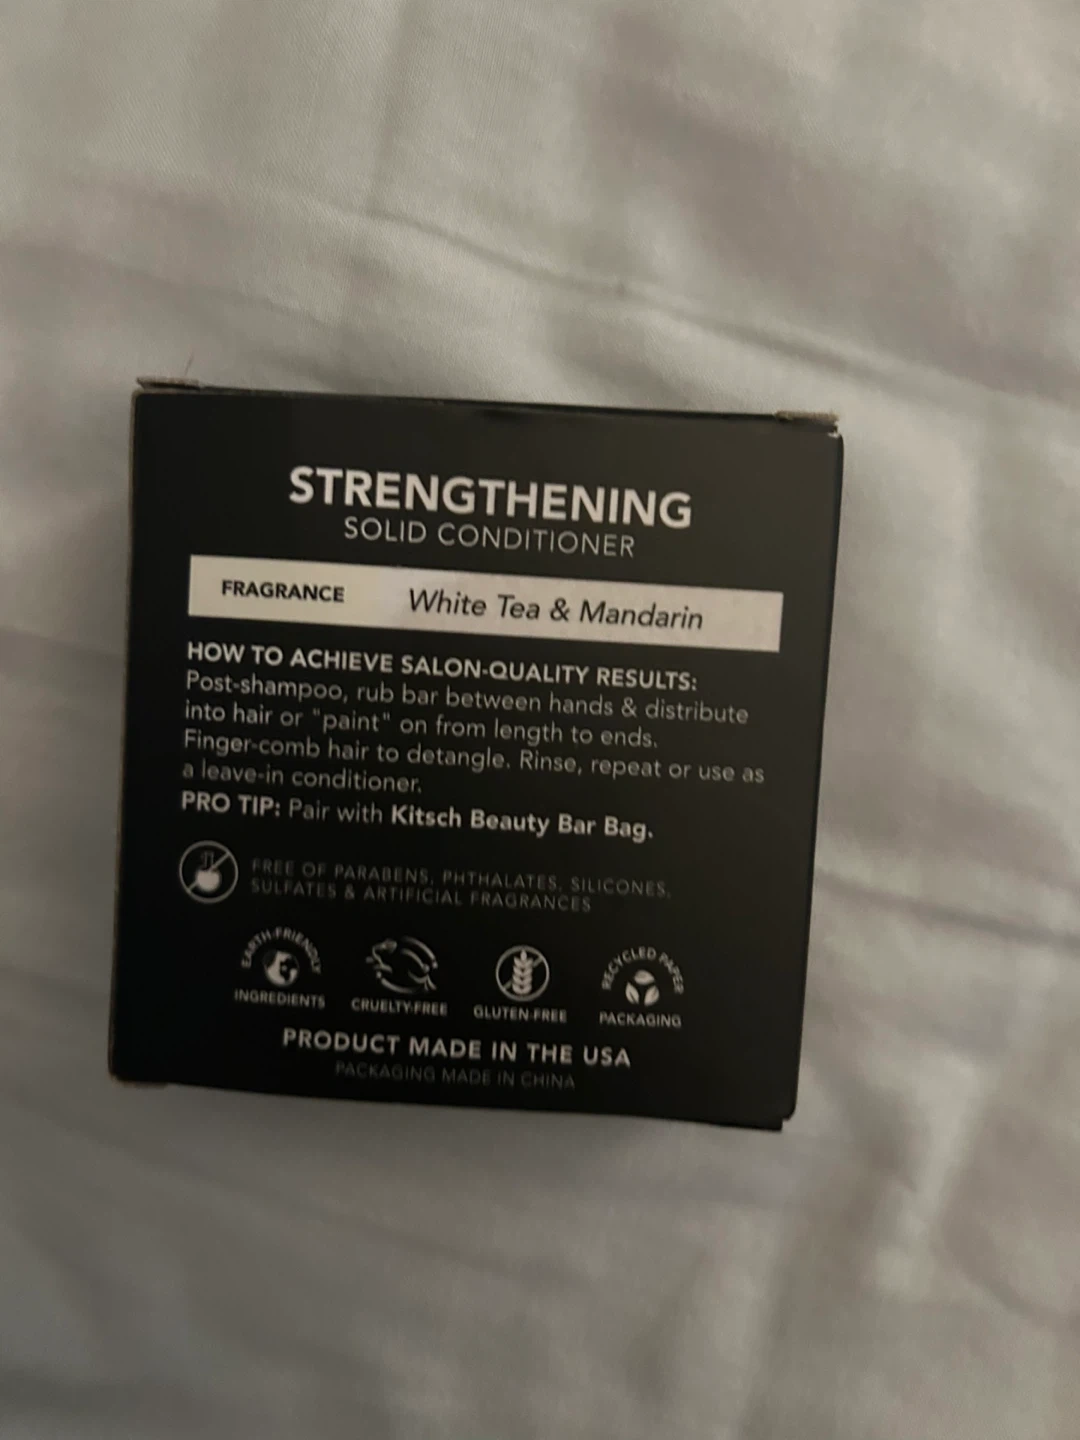 STRENGTHENING
SOLID CONDITIONER
FRAGRANCE White Tea & Mandarin
HOW TO ACHIEVE SALON-QUALITY RESULTS:
Post-shampoo, rub bar between hands & distribute
into hair or "paint" on from length to ends.
Finger-comb hair to detangle. Rinse, repeat or use as
a leave-in conditioner.
PRO TIP: Pair with Kitsch Beauty Bar Bag.
FREE OF PARABENS, PHTHALATES, SILICONES,
SULFATES & ARTIFICIAL FRAGRANCES
EARTH-FRIENDLY
INGREDIENTS
CRUELTY-FREE
GLUTEN-FREE
RECYCLED PAPER
PACKAGING
PRODUCT MADE IN THE USA
PACKAGING MADE IN CHINA